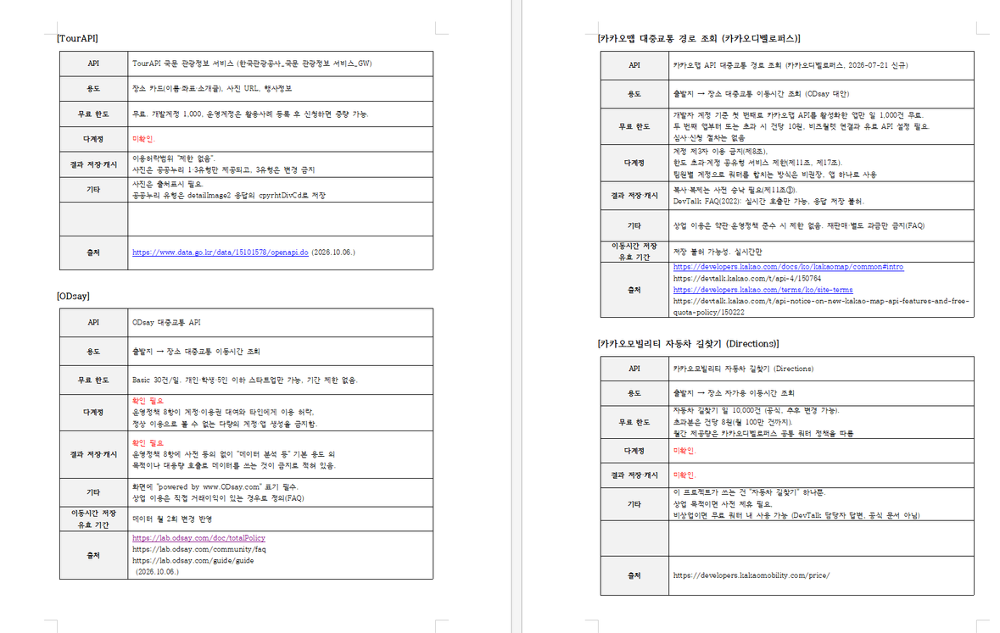 [TourAPI]
API
TourAPI 국문 관광정보 서비스 (한국관광공사_국문 관광정보 서비스_GW)
용도
장소 카드(이름·좌표·소개글), 사진 URL, 행사정보
무료 한도
무료. 개발계정 1,000, 운영계정은 활용사례 등록 후 신청하면 증량 가능.
다계정
미확인.
결과 저장·캐시
이용허락범위 "제한 없음".
사진은 공공누리 1·3유형만 제공되고, 3유형은 변경 금지
기타
사진은 출처표시 필요.
공공누리 유형은 detailImage2 응답의 cpyrhtDivCd로 저장
출처
https://www.data.go.kr/data/15101578/openapi.do (2026.10.06.)
[ODsay]
API
ODsay 대중교통 API
용도
출발지 → 장소 대중교통 이동시간 조회
무료 한도
Basic 30건/일. 개인·학생·5인 이하 스타트업만 가능, 기간 제한 없음.
다계정
확인 필요
운영정책 8항이 계정·이용권 대여와 타인에게 이용 허락,
정상 이용으로 볼 수 없는 다량의 계정·앱 생성을 금지함.
결과 저장·캐시
확인 필요
운영정책 8항에 사전 동의 없이 "데이터 분석 등" 기본 용도 외
목적이나 대용량 호출로 데이터를 쓰는 것이 금지로 적혀 있음.
기타
화면에 "powered by www.ODsay.com" 표기 필수.
상업 이용은 직접 거래이익이 있는 경우로 정의(FAQ)
이동시간 저장
유효 기간
데이터 월 2회 변경 반영
출처
https://lab.odsay.com/doc/totalPolicy
https://lab.odsay.com/community/faq
https://lab.odsay.com/guide/guide
(2026.10.06.)
[카카오맵 대중교통 경로 조회 (카카오디벨로퍼스)]
API
카카오맵 API 대중교통 경로 조회 (카카오디벨로퍼스, 2026-07-21 신규)
용도
출발지 → 장소 대중교통 이동시간 조회 (ODsay 대안)
무료 한도
개발자 계정 기준 첫 번째로 카카오맵 API를 활성화한 앱만 일 1,000건 무료.
두 번째 앱부터 또는 초과 시 건당 10원, 비즈월렛 연결과 유료 API 설정 필요.
심사·신청 절차는 없음
다계정
계정 제3자 이용 금지(제8조),
한도 초과·계정 공유형 서비스 제한(제11조, 제17조).
팀원별 계정으로 쿼터를 합치는 방식은 비권장, 앱 하나로 사용
결과 저장·캐시
복사·복제는 사전 승낙 필요(제11조③).
DevTalk FAQ(2022): 실시간 호출만 가능, 응답 저장 불허.
기타
상업 이용은 약관·운영정책 준수 시 제한 없음. 재판매·별도 과금만 금지(FAQ)
이동시간 저장
유효 기간
저장 불허 가능성. 실시간만
출처
https://developers.kakao.com/docs/ko/kakaomap/common#intro
https://devtalk.kakao.com/t/api-4/150764
https://developers.kakao.com/terms/ko/site-terms
https://devtalk.kakao.com/t/api-notice-on-new-kakao-map-api-features-and-free-
quota-policy/150222
[카카오모빌리티 자동차 길찾기 (Directions)]
API
카카오모빌리티 자동차 길찾기 (Directions)
용도
출발지 → 장소 자가용 이동시간 조회
무료 한도
자동차 길찾기 일 10,000건 (공식, 추후 변경 가능).
초과분은 건당 8원(월 100만 건까지).
월간 제공량은 카카오디벨로퍼스 공통 쿼터 정책을 따름
다계정
미확인.
결과 저장·캐시
미확인.
기타
이 프로젝트가 쓰는 건 "자동차 길찾기" 하나뿐.
상업 목적이면 사전 제휴 필요,
비상업이면 무료 쿼터 내 사용 가능 (DevTalk 담당자 답변, 공식 문서 아님)
출처
https://developers.kakaomobility.com/price/